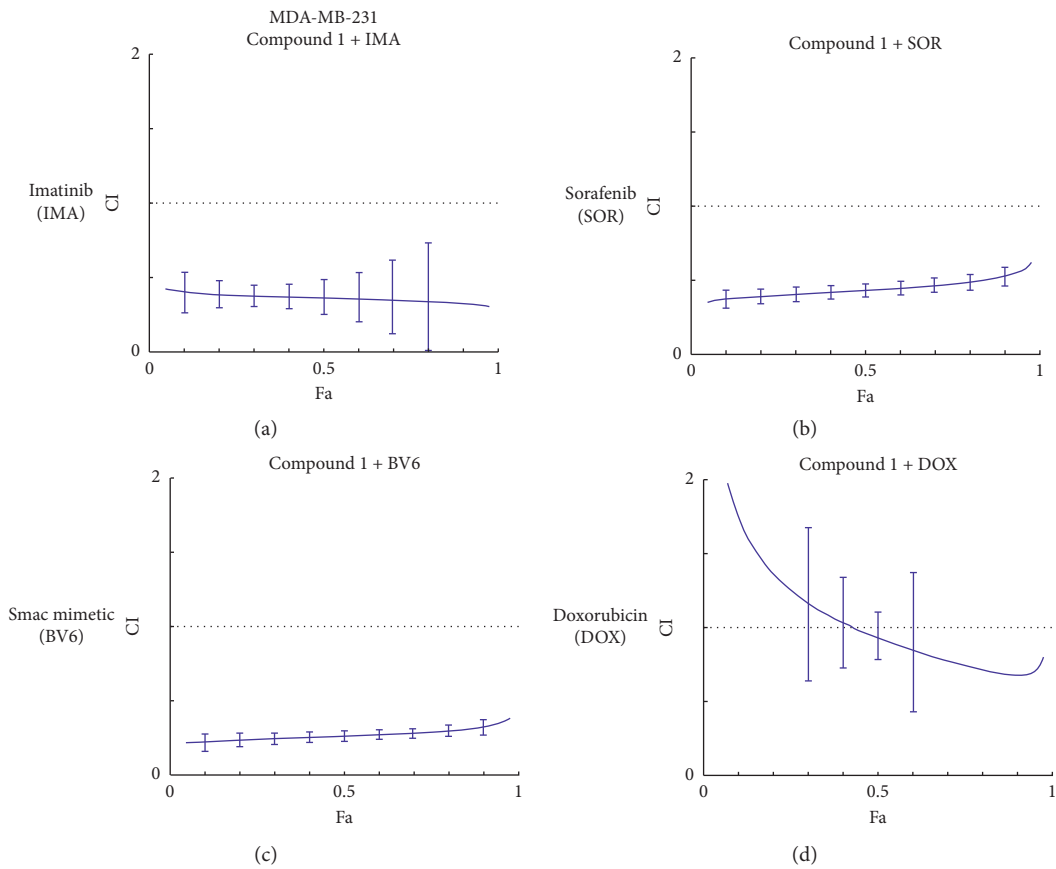 MDA-MB-231
Compound 1 + IMA
2
Imatinib
(IMA)
CI
0
0
0.5
1
Fa
(a)
Compound 1 + SOR
2
Sorafenib
(SOR)
CI
0
0
0.5
1
Fa
(b)
Compound 1 + BV6
2
Smac mimetic
(BV6)
CI
0
0
0.5
1
Fa
(c)
Compound 1 + DOX
2
Doxorubicin
(DOX)
CI
0
0
0.5
1
Fa
(d)